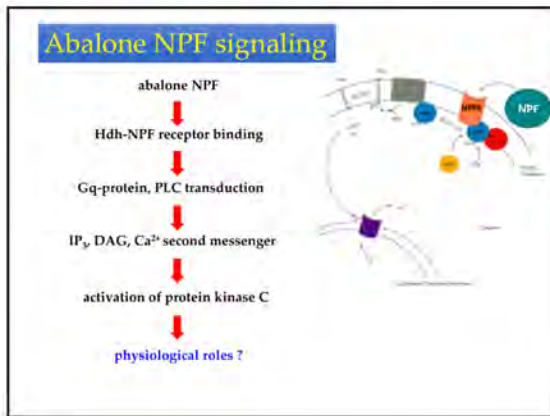 Abalone NPF signaling
abalone NPF
Hdh-NPF receptor binding
Gq-protein, PLC transduction
IP₃, DAG, Ca²⁺ second messenger
activation of protein kinase C
physiological roles ?
NPF